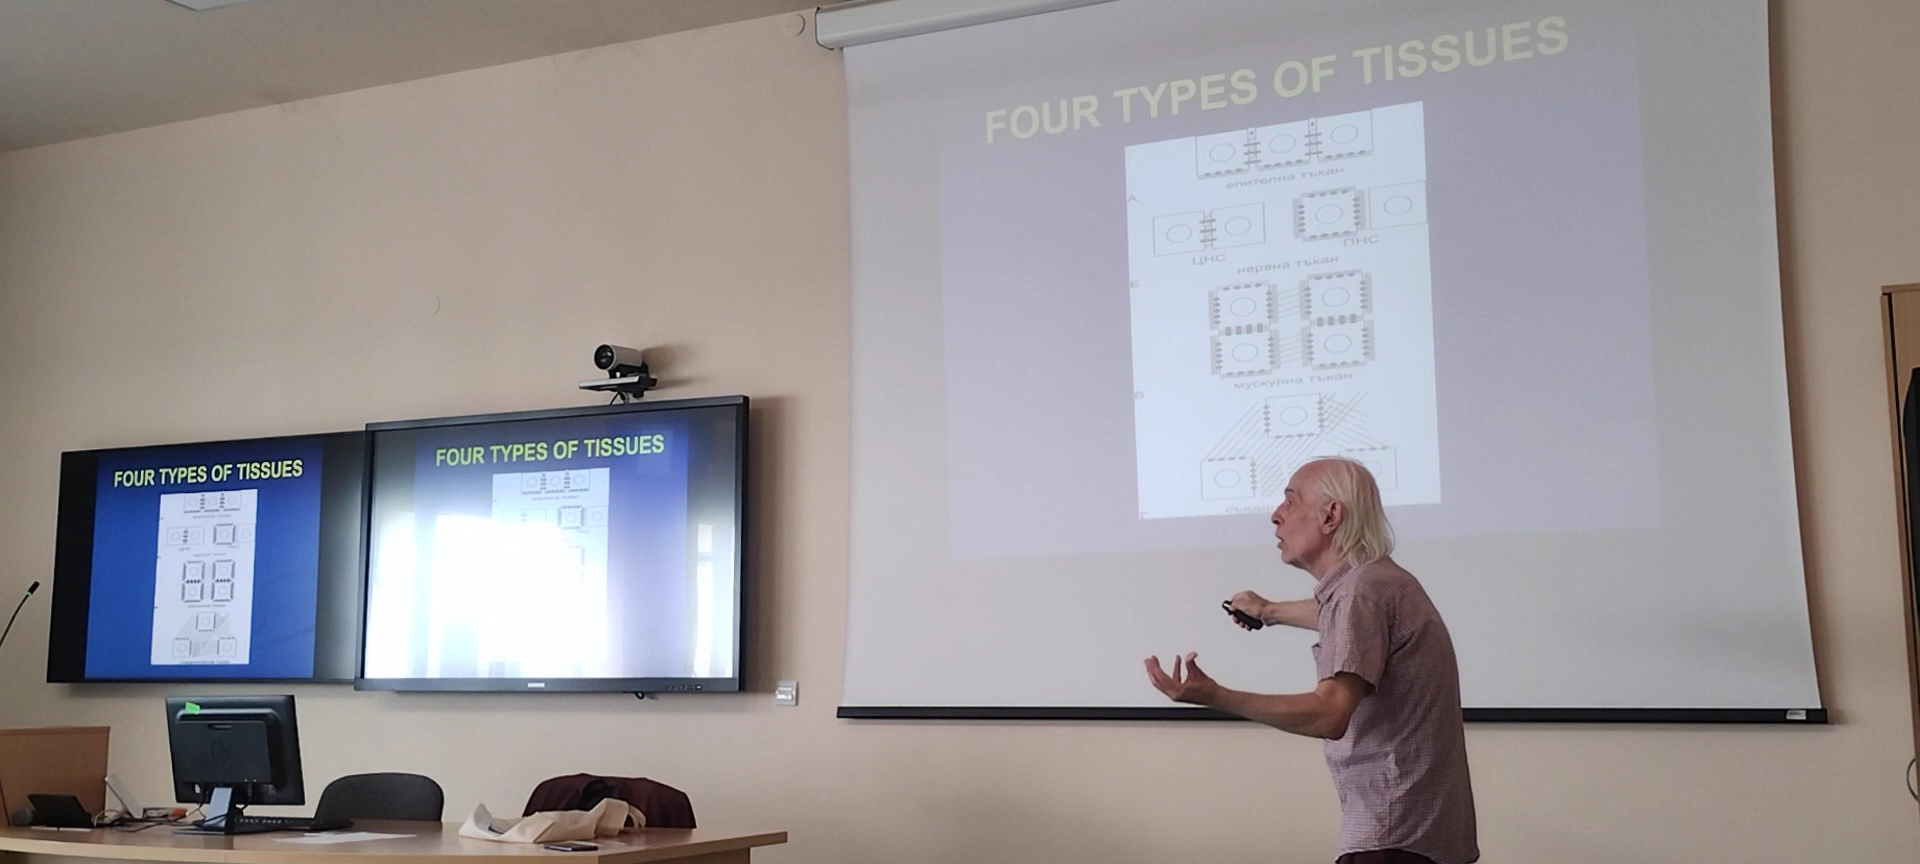 FOUR TYPES OF TISSUES
епителна тъкан
А
ЦНС
ПНС
нервна тъкан
Б
мускулна тъкан
В
Г
FOUR TYPES OF TISSUES
FOUR TYPES OF TISSUES